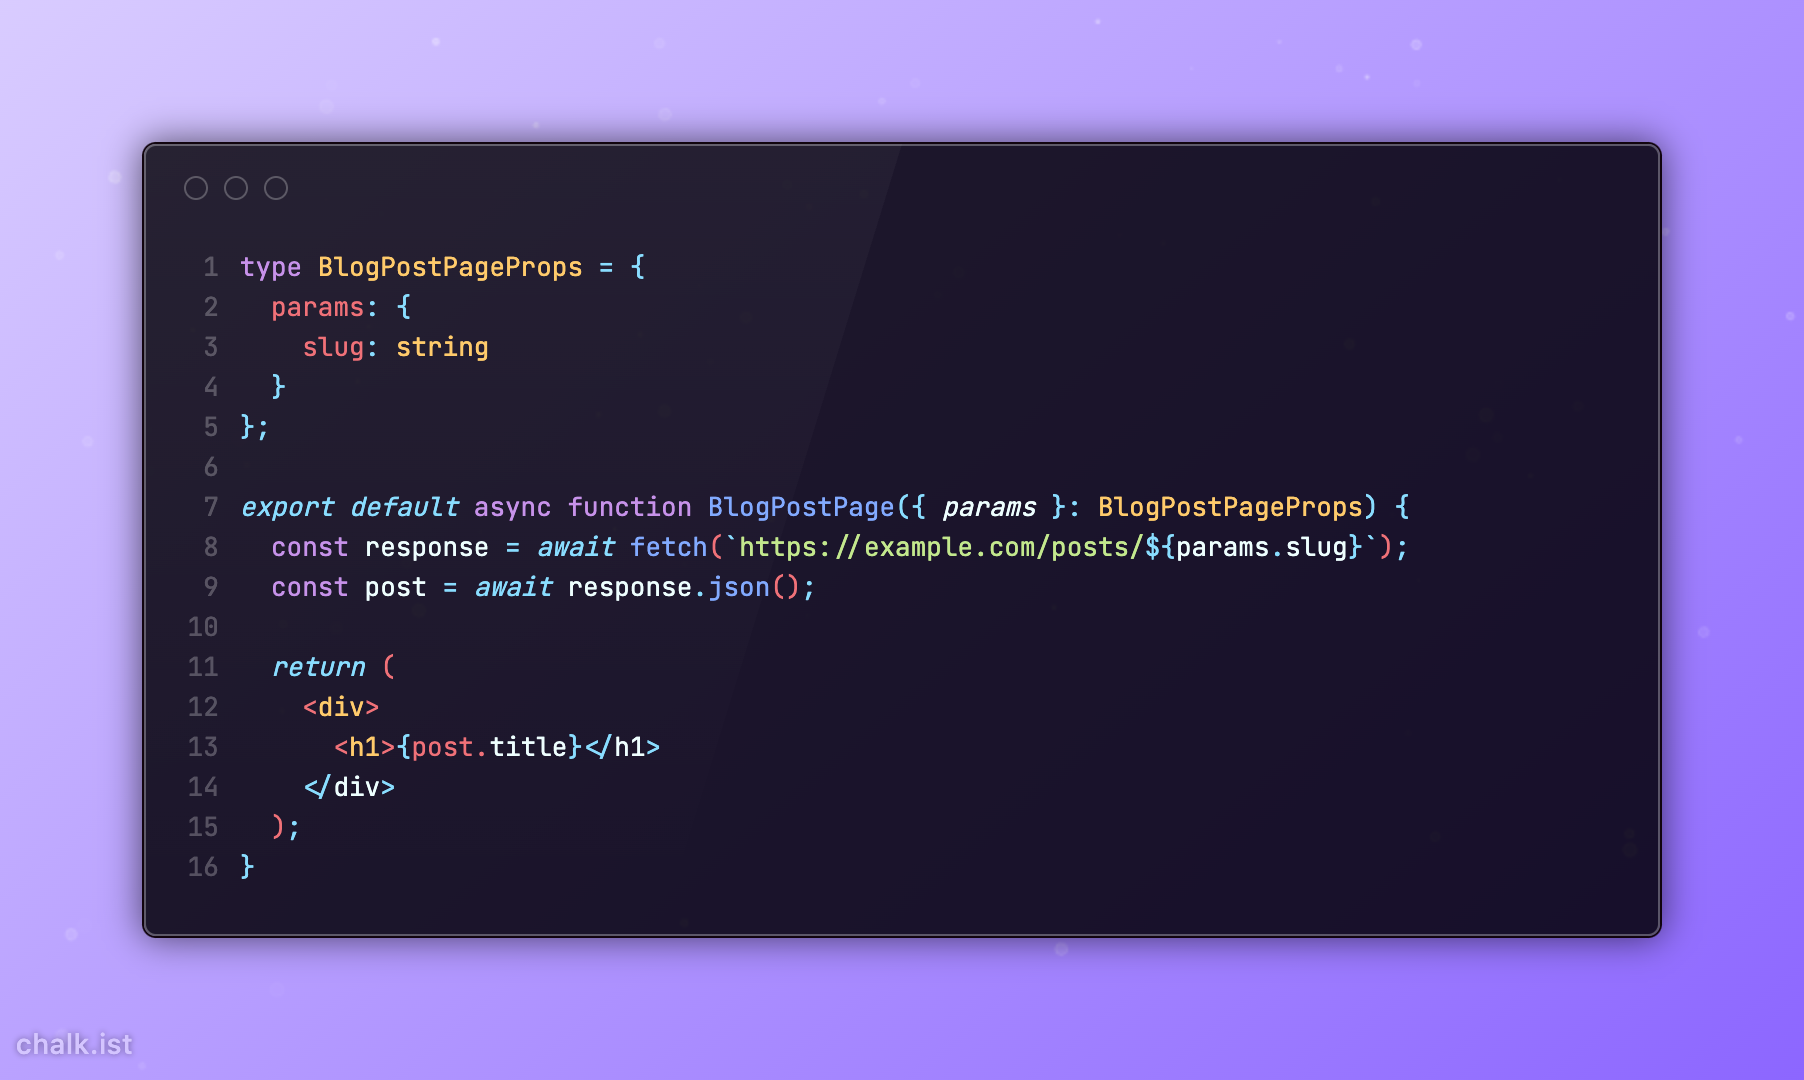 1 type BlogPostPageProps = {
2   params: {
3     slug: string
4   }
5 };
6
7 export default async function BlogPostPage({ params }: BlogPostPageProps) {
8   const response = await fetch(`https://example.com/posts/${params.slug}`);
9   const post = await response.json();
10
11   return (
12     <div>
13       <h1>{post.title}</h1>
14     </div>
15   );
16 }
chalk.ist